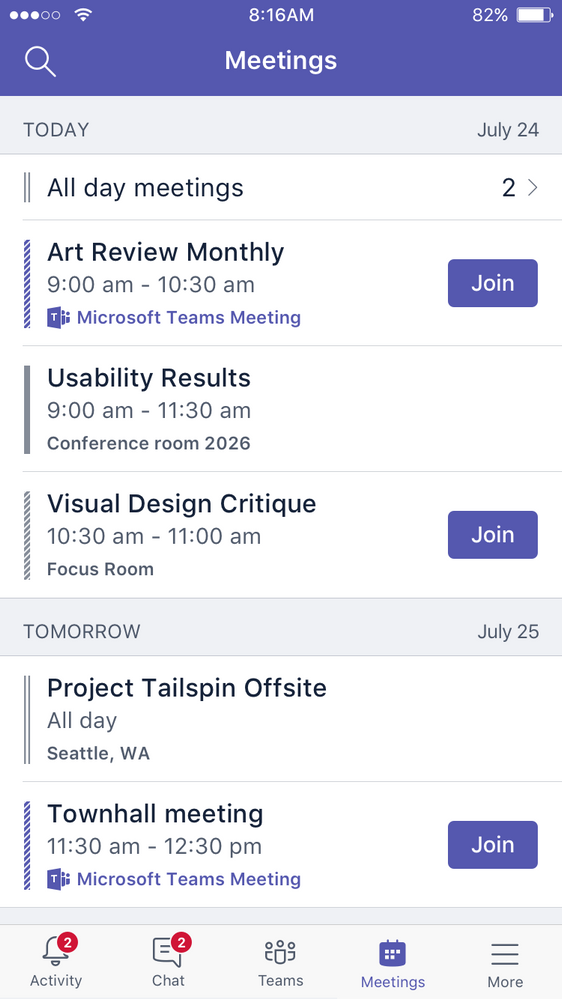 8:16AM 82%
Meetings
TODAY July 24
All day meetings 2
Art Review Monthly
9:00 am - 10:30 am
Join
Microsoft Teams Meeting
Usability Results
9:00 am - 11:30 am
Conference room 2026
Visual Design Critique
10:30 am - 11:00 am
Join
Focus Room
TOMORROW July 25
Project Tailspin Offsite
All day
Seattle, WA
Townhall meeting
11:30 am - 12:30 pm
Join
Microsoft Teams Meeting
2 2
Activity Chat Teams Meetings More